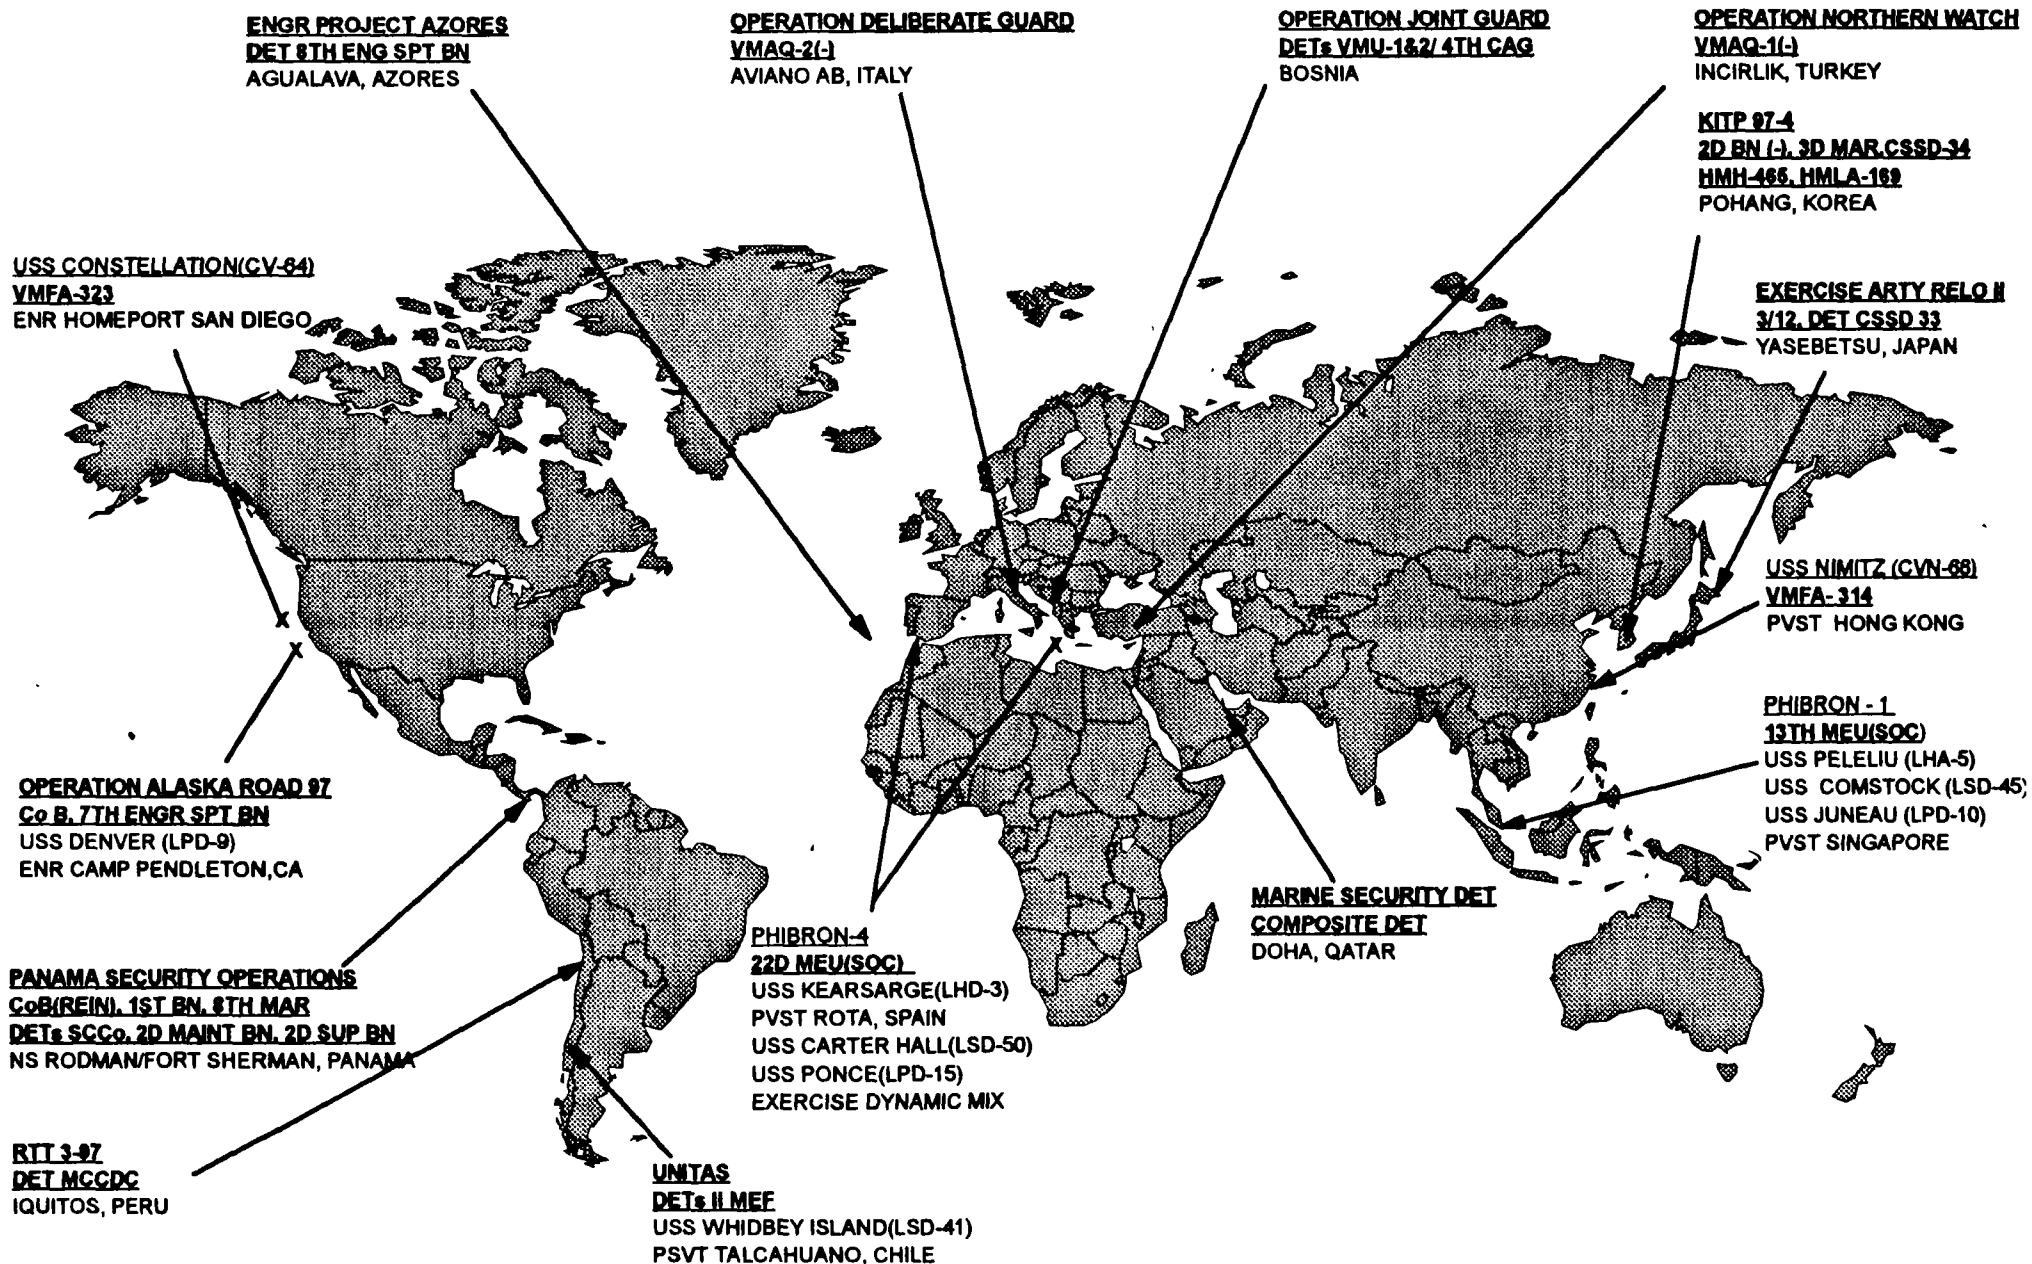 ENGR PROJECT AZORES
DET 8TH ENG SPT BN
AGUALAVA, AZORES
OPERATION DELIBERATE GUARD
VMAQ-2(-)
AVIANO AB, ITALY
OPERATION JOINT GUARD
DETs VMU-1&2/ 4TH CAG
BOSNIA
OPERATION NORTHERN WATCH
VMAQ-1(-)
INCIRLIK, TURKEY
KITP 97-4
2D BN (-), 3D MAR,CSSD-34
HMH-465, HMLA-169
POHANG, KOREA
USS CONSTELLATION(CV-64)
VMFA-323
ENR HOMEPORT SAN DIEGO
EXERCISE ARTY RELO II
3/12, DET CSSD 33
YASEBETSU, JAPAN
USS NIMITZ (CVN-68)
VMFA- 314
PVST HONG KONG
PHIBRON - 1
13TH MEU(SOC)
USS PELELIU (LHA-5)
USS COMSTOCK (LSD-45)
USS JUNEAU (LPD-10)
PVST SINGAPORE
X
X
X
OPERATION ALASKA ROAD 97
Co B, 7TH ENGR SPT BN
USS DENVER (LPD-9)
ENR CAMP PENDLETON,CA
MARINE SECURITY DET
COMPOSITE DET
DOHA, QATAR
PHIBRON-4
22D MEU(SOC)
USS KEARSARGE(LHD-3)
PVST ROTA, SPAIN
USS CARTER HALL(LSD-50)
USS PONCE(LPD-15)
EXERCISE DYNAMIC MIX
PANAMA SECURITY OPERATIONS
CoB(REIN), 1ST BN, 8TH MAR
DETs SCCo, 2D MAINT BN, 2D SUP BN
NS RODMAN/FORT SHERMAN, PANAMA
RTT 3-97
DET MCCDC
IQUITOS, PERU
UNITAS
DETs II MEF
USS WHIDBEY ISLAND(LSD-41)
PSVT TALCAHUANO, CHILE